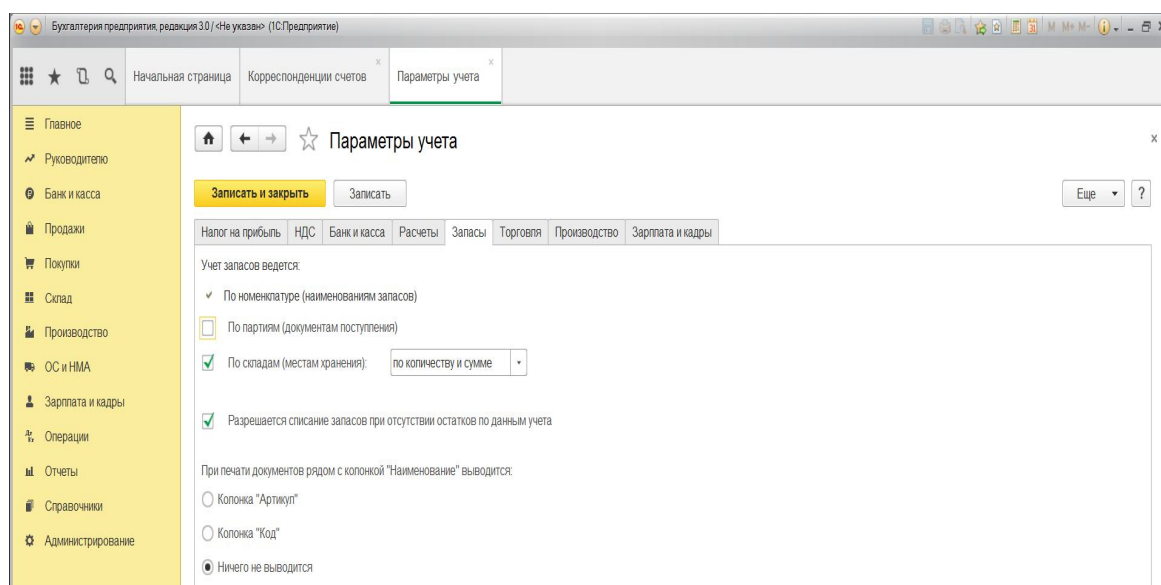 Бухгалтерия предприятия, редакция 3.0 / <Не указан> (1С:Предприятие)
M M+ M-
Начальная страница
Корреспонденции счетов
Параметры учета
Главное
Руководителю
Банк и касса
Продажи
Покупки
Склад
Производство
ОС и НМА
Зарплата и кадры
Операции
Отчеты
Справочники
Администрирование
Параметры учета
Записать и закрыть
Записать
Еще
?
Налог на прибыль
НДС
Банк и касса
Расчеты
Запасы
Торговля
Производство
Зарплата и кадры
Учет запасов ведется:
По номенклатуре (наименованиям запасов)
По партиям (документам поступления)
По складам (местам хранения):
по количеству и сумме
Разрешается списание запасов при отсутствии остатков по данным учета
При печати документов рядом с колонкой "Наименование" выводится:
Колонка "Артикул"
Колонка "Код"
Ничего не выводится